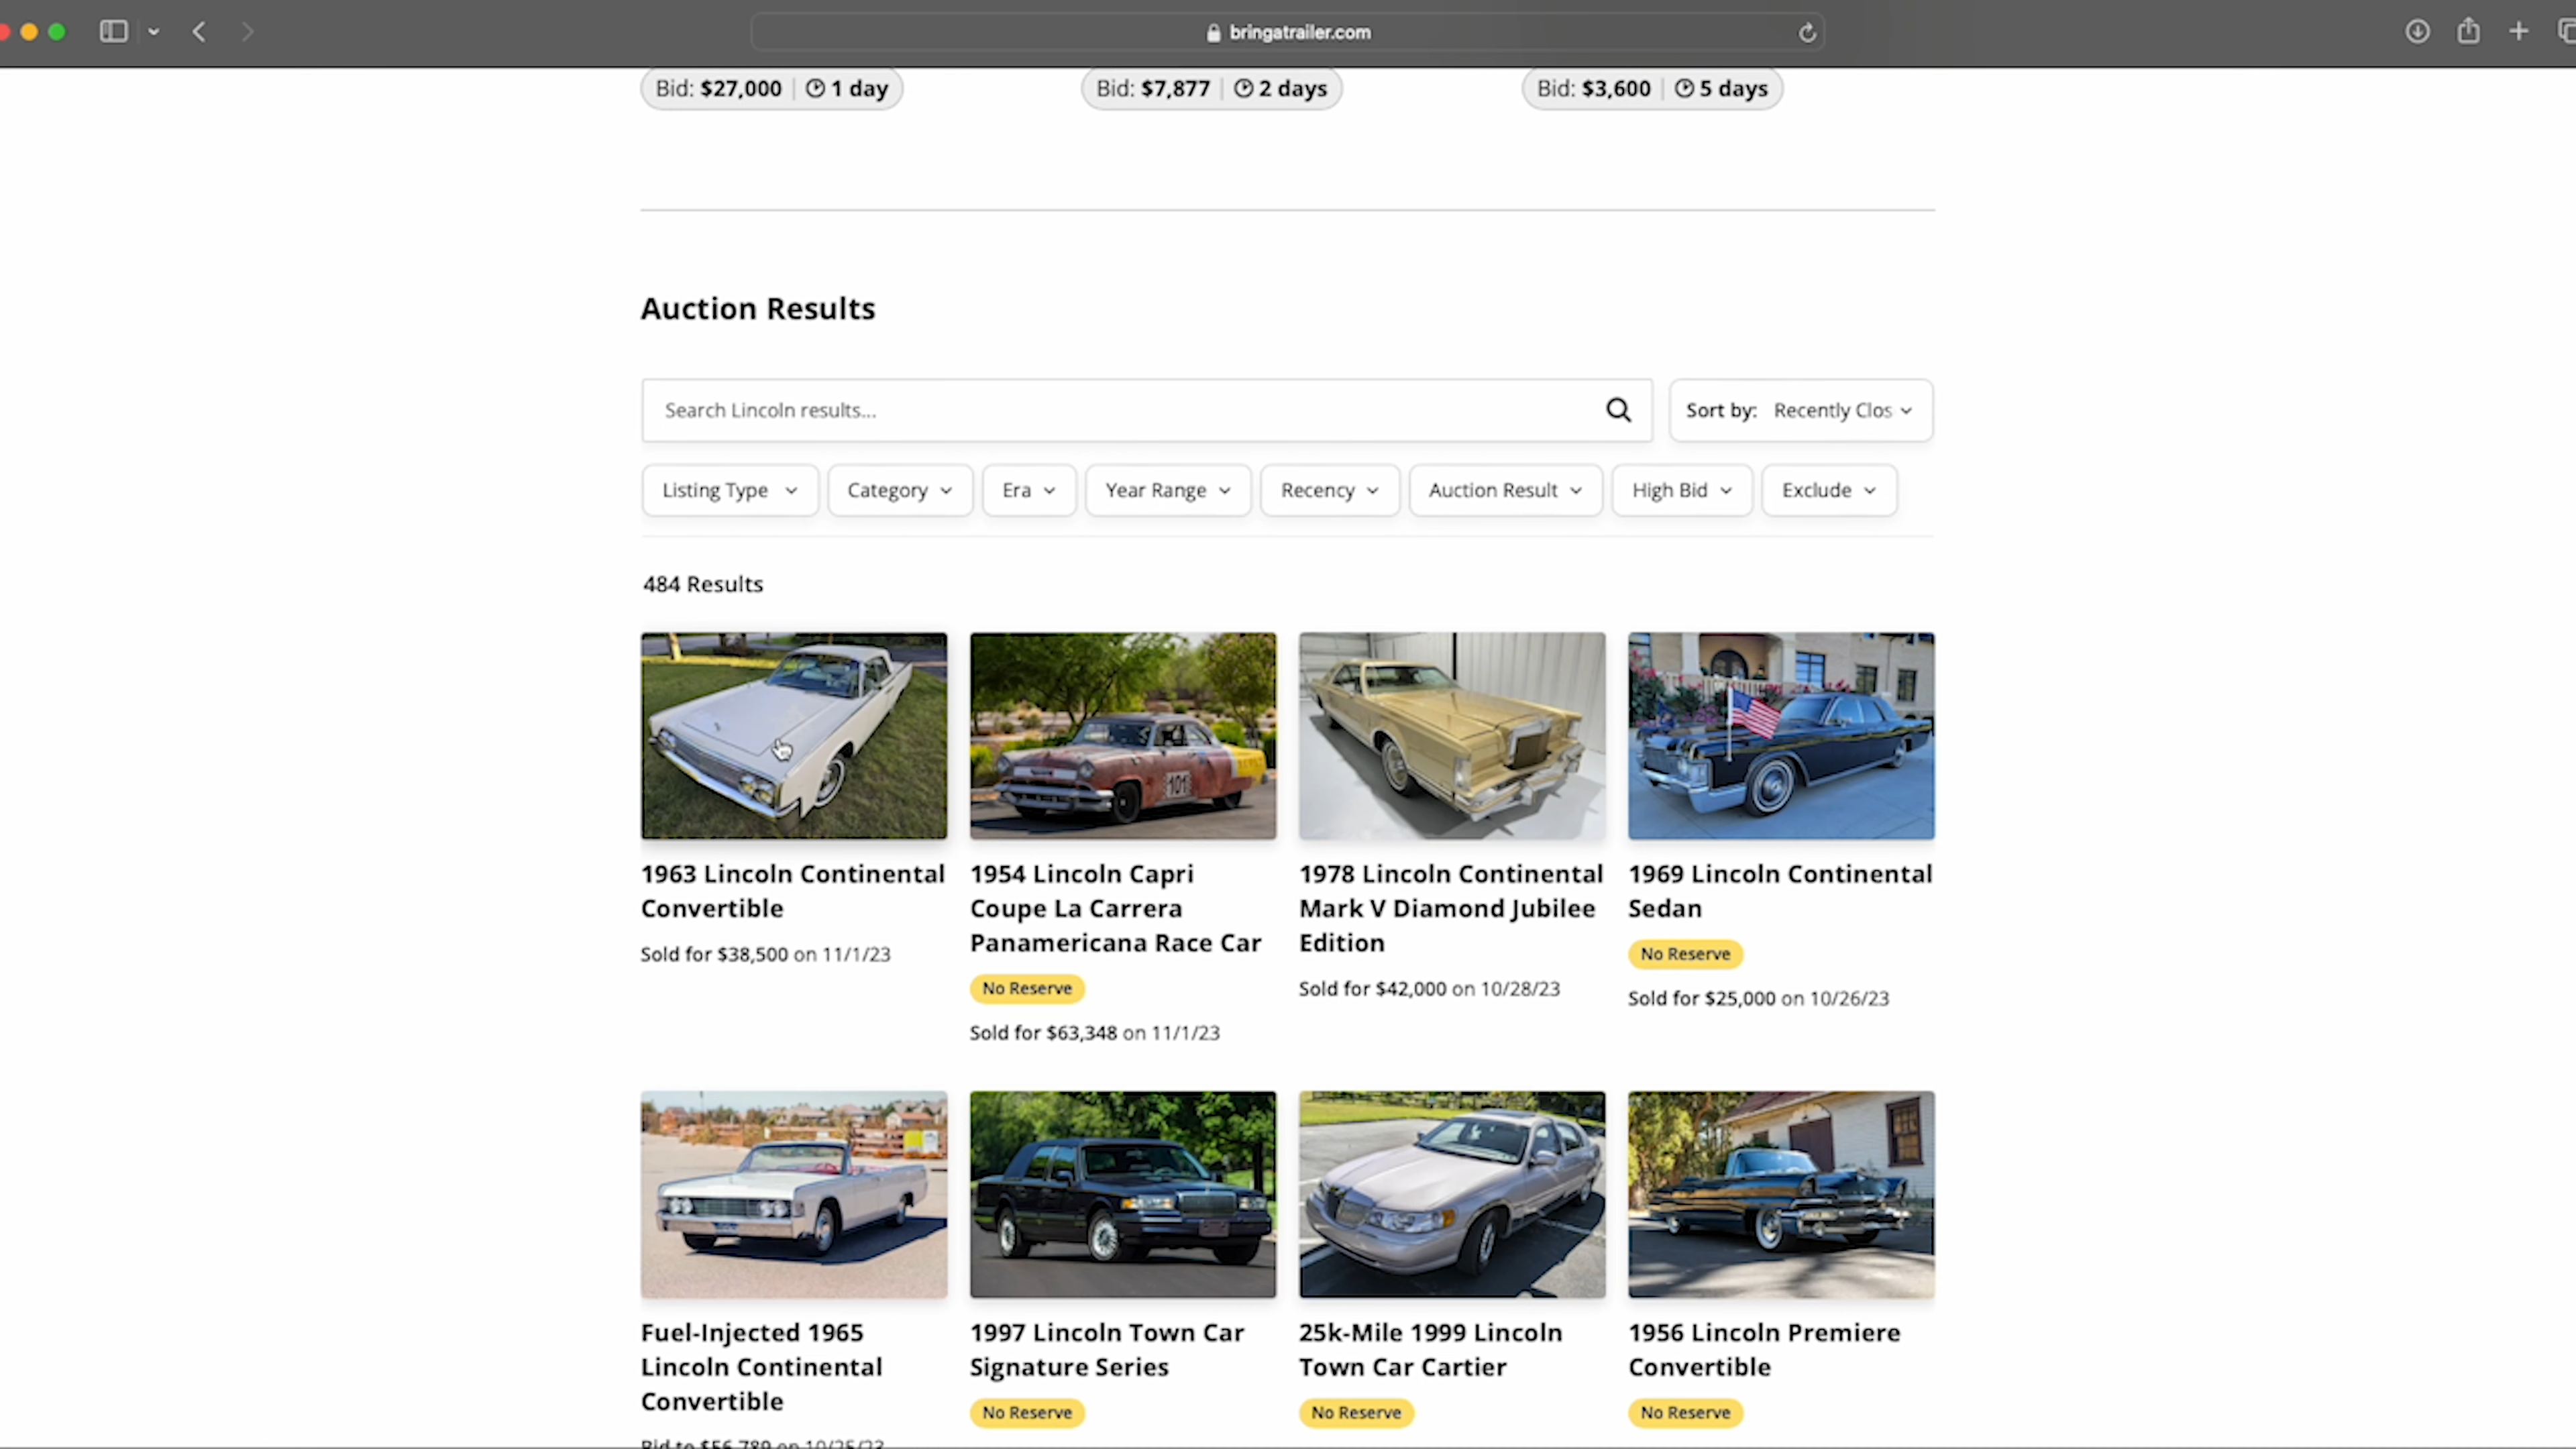 bringatrailer.com
Bid: $27,000 1 day
Bid: $7,877 2 days
Bid: $3,600 5 days
Auction Results
Search Lincoln results...
Sort by: Recently Clos
Listing Type
Category
Era
Year Range
Recency
Auction Result
High Bid
Exclude
484 Results
101
1963 Lincoln Continental
Convertible
Sold for $38,500 on 11/1/23
1954 Lincoln Capri
Coupe La Carrera
Panamericana Race Car
No Reserve
Sold for $63,348 on 11/1/23
1978 Lincoln Continental
Mark V Diamond Jubilee
Edition
Sold for $42,000 on 10/28/23
1969 Lincoln Continental
Sedan
No Reserve
Sold for $25,000 on 10/26/23
Fuel-Injected 1965
Lincoln Continental
Convertible
Bid to $56,789 on 10/25/23
1997 Lincoln Town Car
Signature Series
No Reserve
25k-Mile 1999 Lincoln
Town Car Cartier
No Reserve
1956 Lincoln Premiere
Convertible
No Reserve